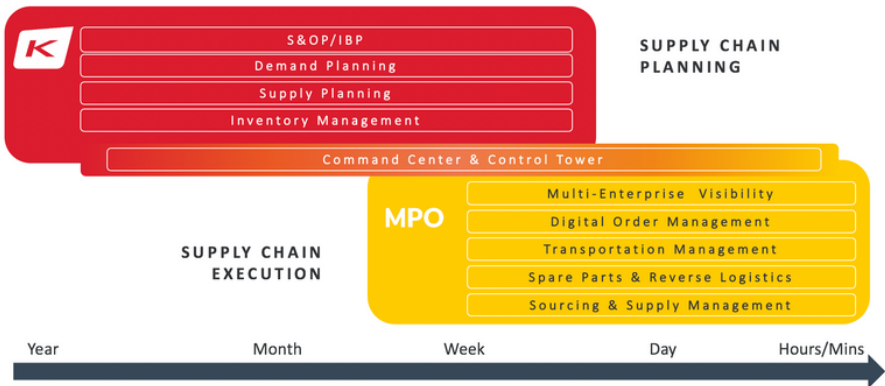 K
S&OP/IBP
Demand Planning
Supply Planning
Inventory Management
SUPPLY CHAIN
PLANNING
Command Center & Control Tower
MPO
Multi-Enterprise Visibility
Digital Order Management
Transportation Management
Spare Parts & Reverse Logistics
Sourcing & Supply Management
SUPPLY CHAIN
EXECUTION
Year Month Week Day Hours/Mins